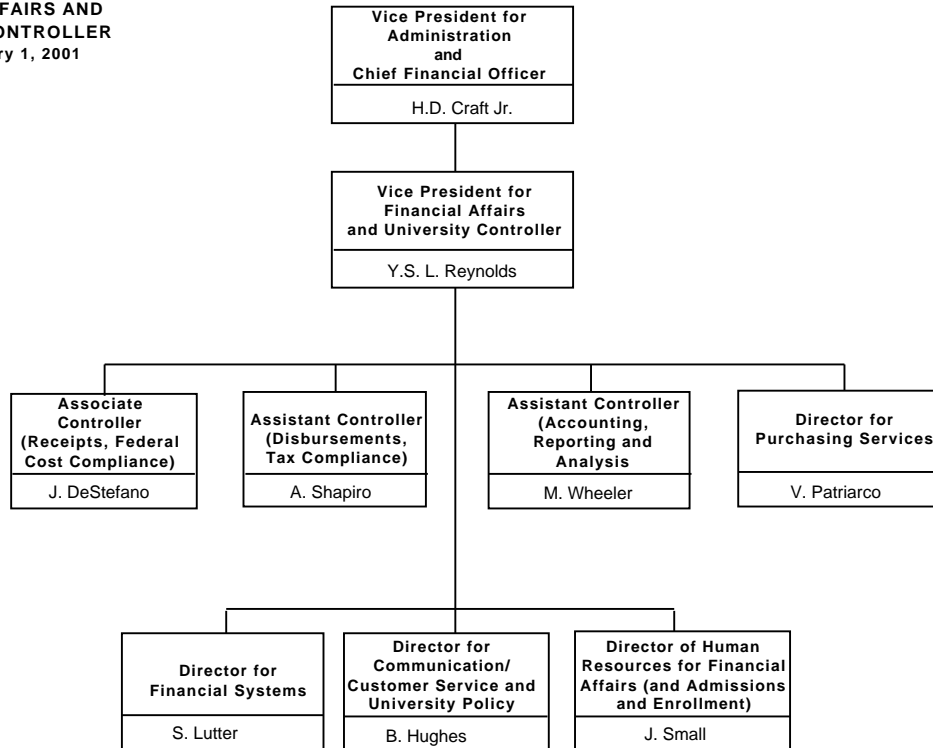 AIRS AND
ONTROLLER
ry 1, 2001
Vice President for
Administration
and
Chief Financial Officer
H.D. Craft Jr.
Vice President for
Financial Affairs
and University Controller
Y.S. L. Reynolds
Associate
Controller
(Receipts, Federal
Cost Compliance)
J. DeStefano
Assistant Controller
(Disbursements,
Tax Compliance)
A. Shapiro
Assistant Controller
(Accounting,
Reporting and
Analysis
M. Wheeler
Director for
Purchasing Services
V. Patriarco
Director for
Financial Systems
S. Lutter
Director for
Communication/
Customer Service and
University Policy
B. Hughes
Director of Human
Resources for Financial
Affairs (and Admissions
and Enrollment)
J. Small